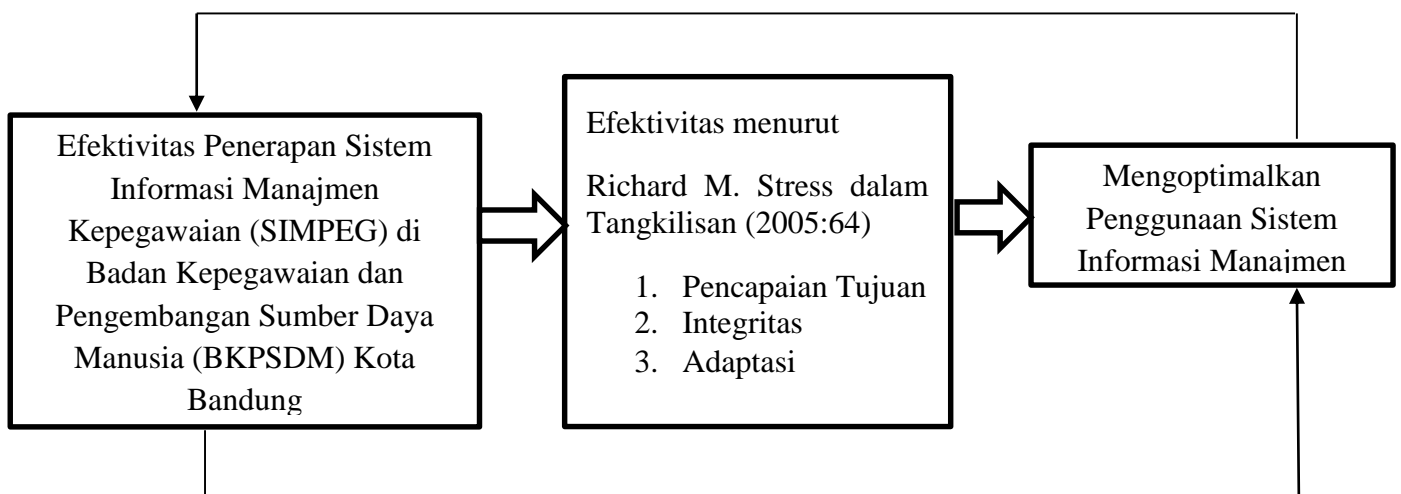 Efektivitas Penerapan Sistem
Informasi Manajmen
Kepegawaian (SIMPEG) di
Badan Kepegawaian dan
Pengembangan Sumber Daya
Manusia (BKPSDM) Kota
Bandung
Efektivitas menurut
Richard M. Stress dalam
Tangkilisan (2005:64)
1. Pencapaian Tujuan
2. Integritas
3. Adaptasi
Mengoptimalkan
Penggunaan Sistem
Informasi Manajmen